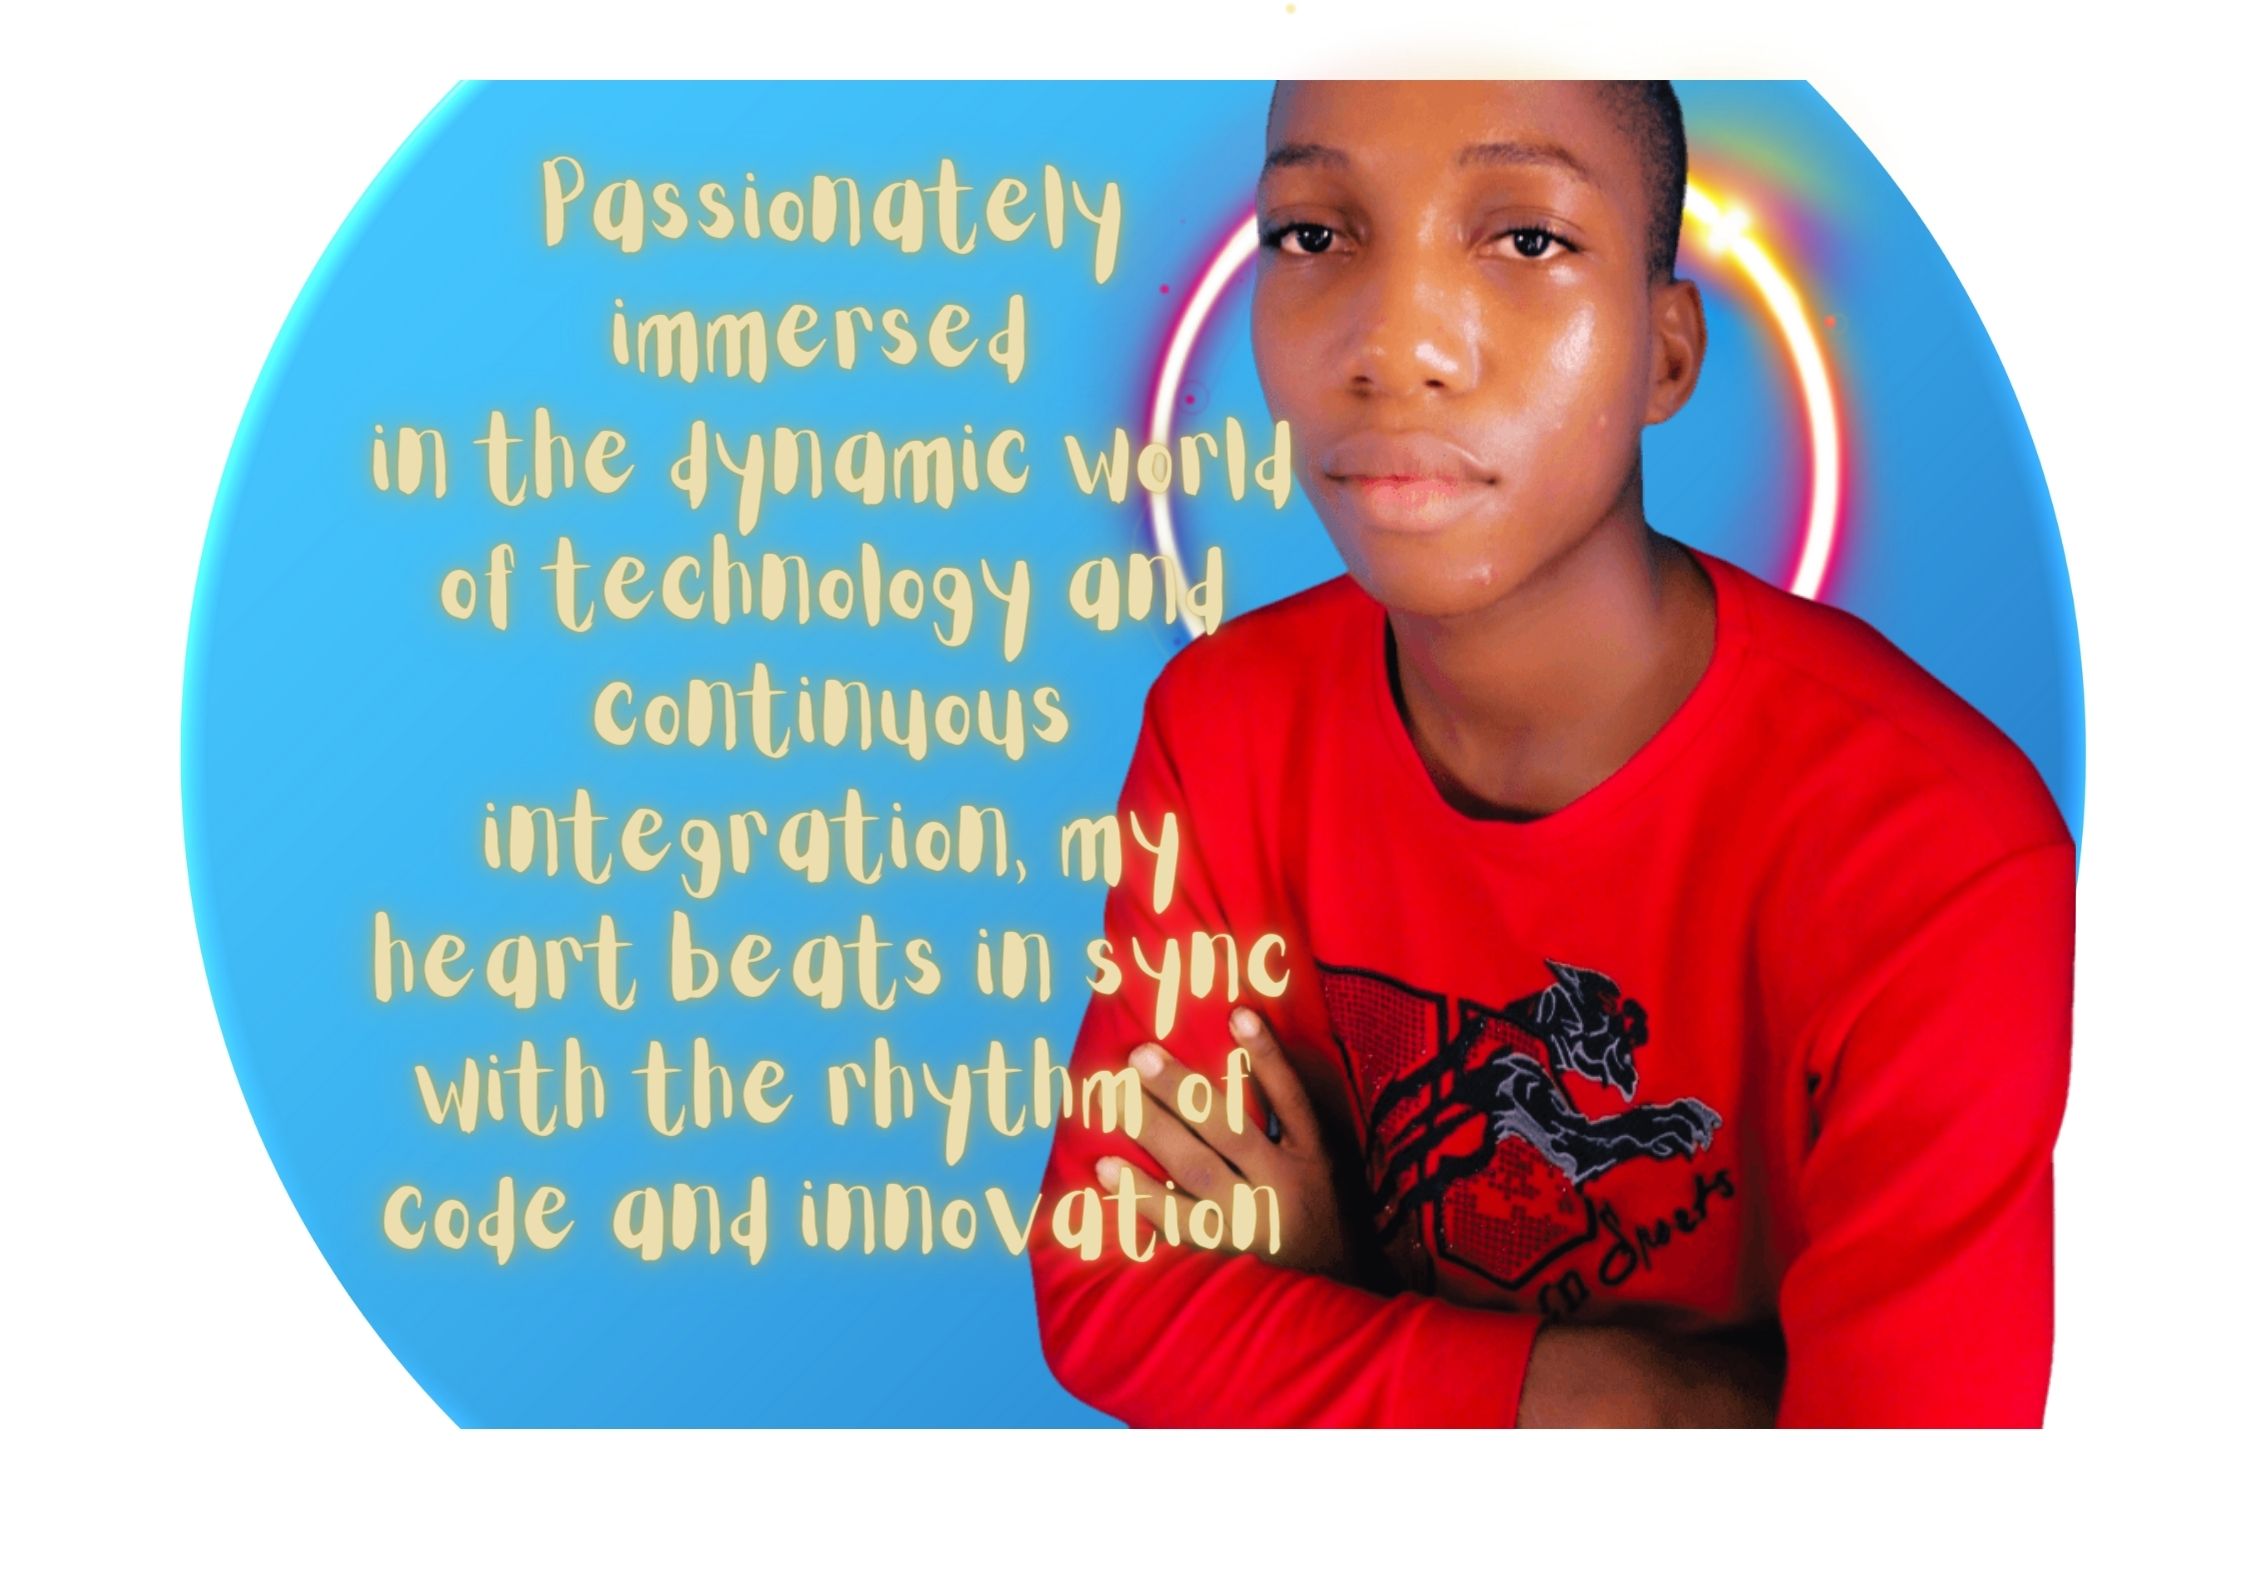 Passionately
immersed
in the dynamic world
of technology and
continuous
integration, my
heart beats in sync
with the rhythm of
code and innovation
Sports